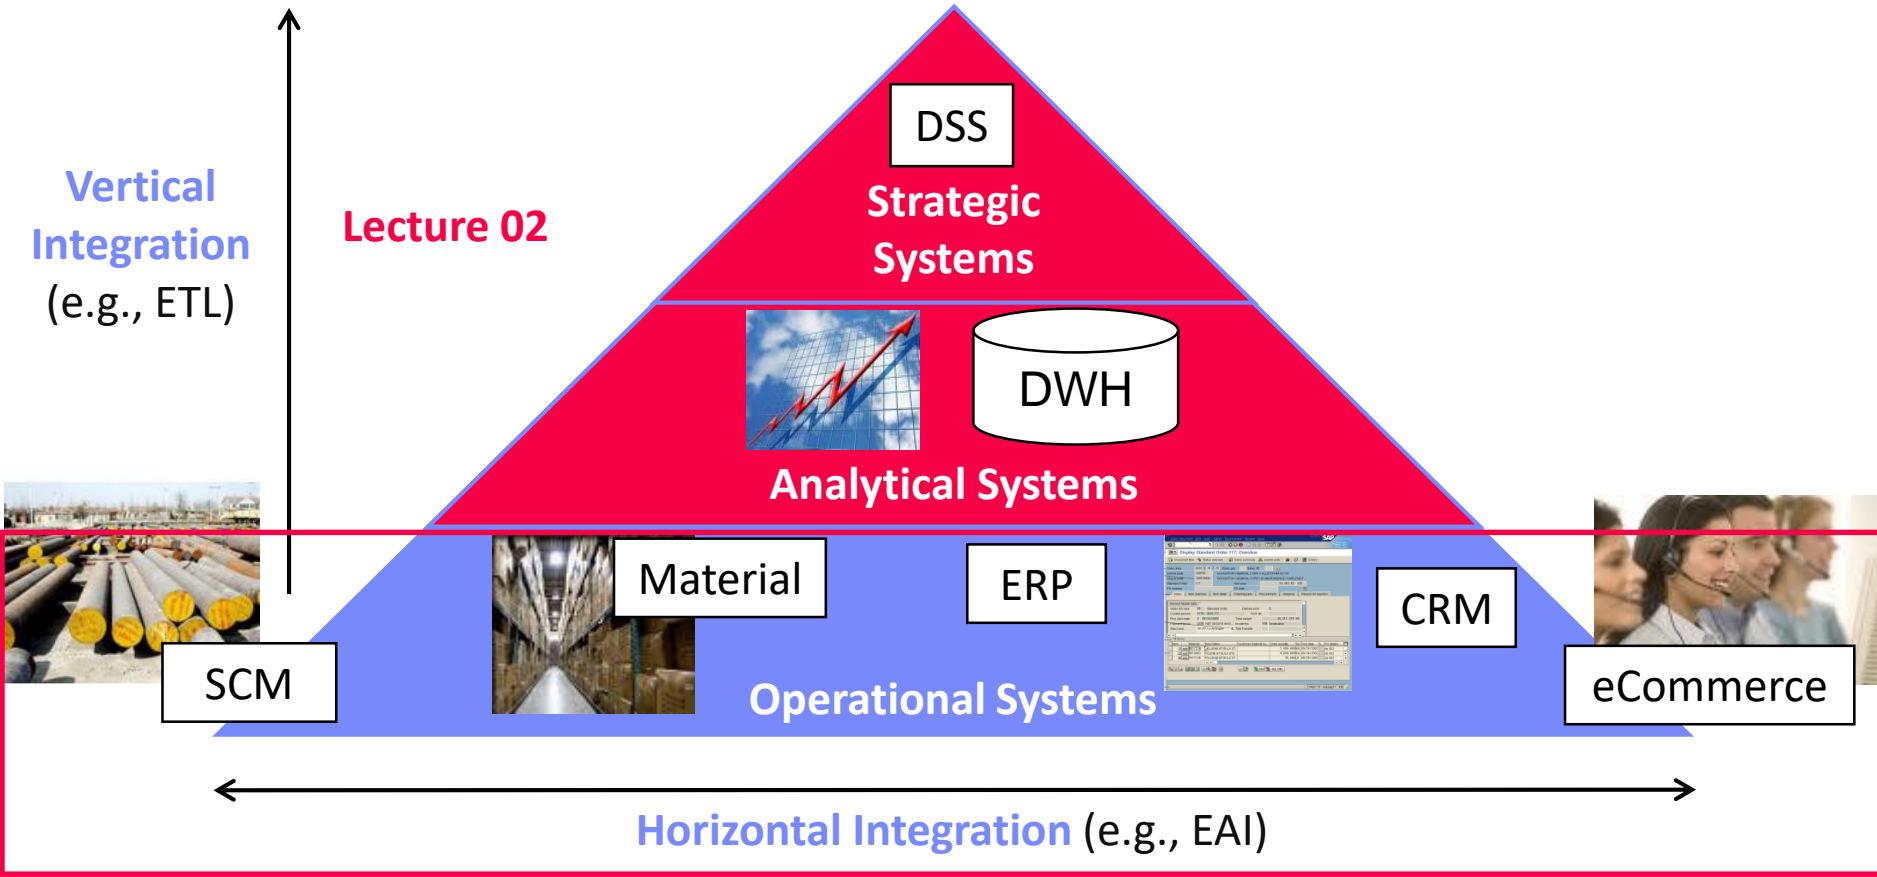 DSS
Strategic
Systems
Vertical
Integration
(e.g., ETL)
Lecture 02
DWH
Analytical Systems
SAP
Material
ERP
CRM
SCM
eCommerce
Operational Systems
Horizontal Integration (e.g., EAI)